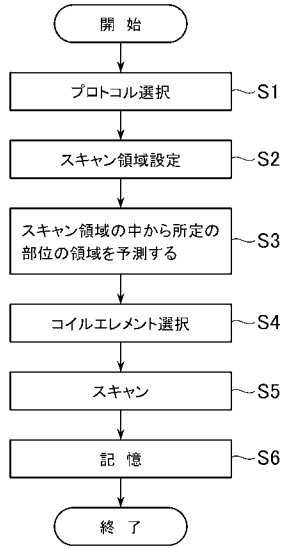 開 始
プロトコル選択
S1
スキャン領域設定
S2
スキャン領域の中から所定の
部位の領域を予測する
S3
コイルエレメント選択
S4
スキャン
S5
記 憶
S6
終 了